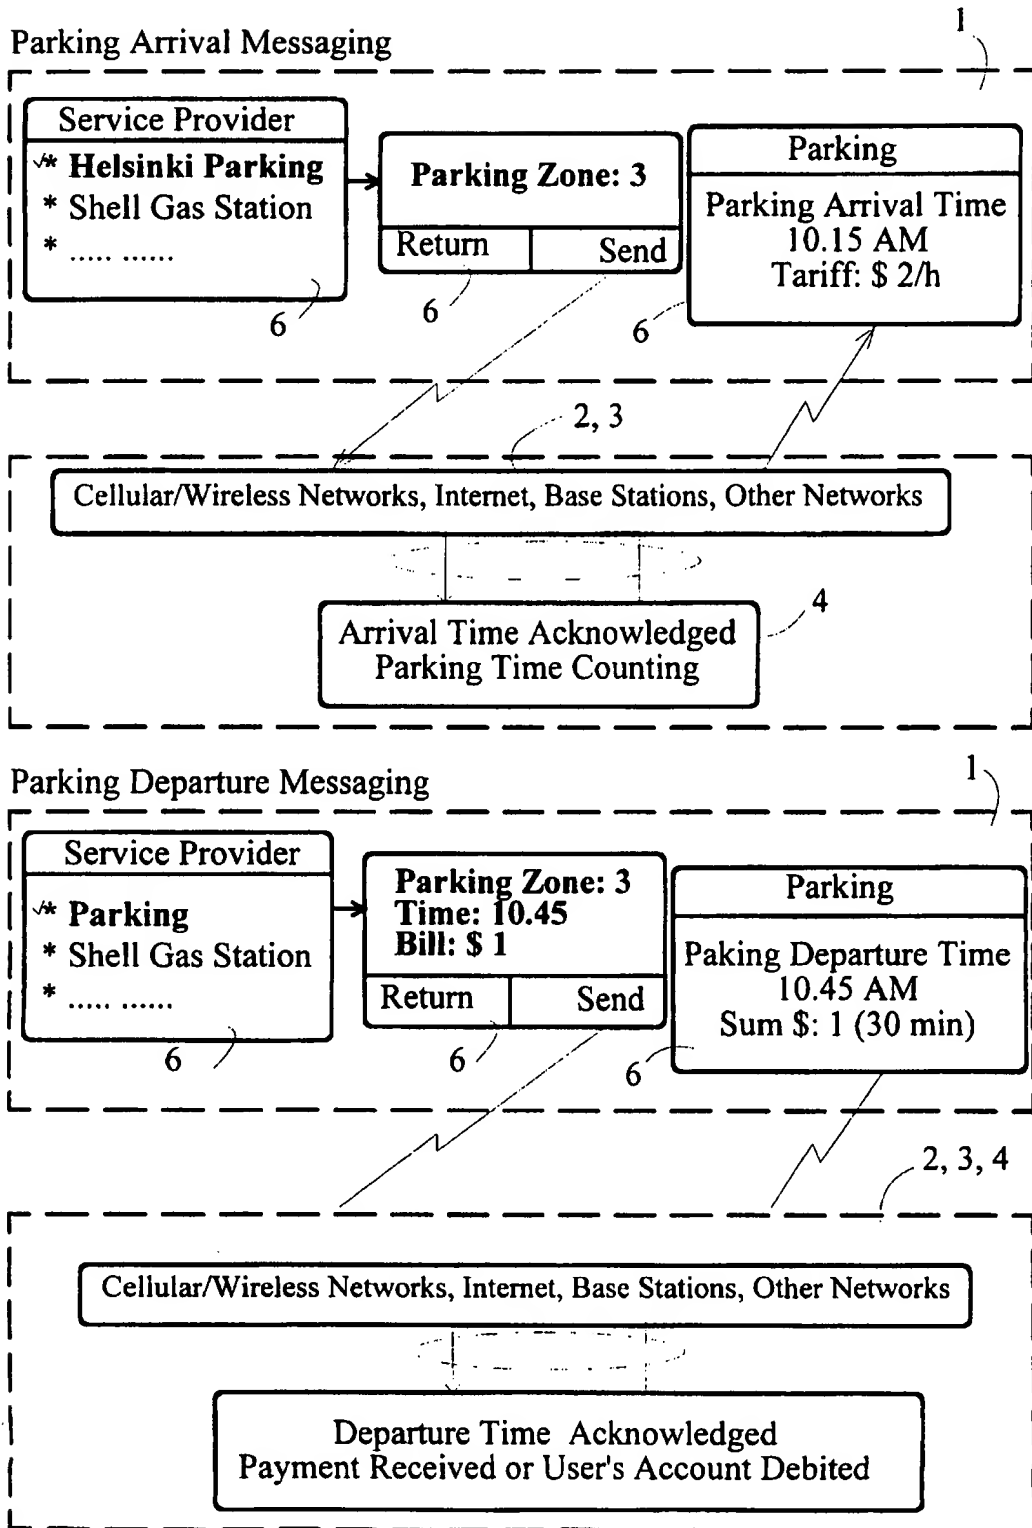 Parking Arrival Messaging
1
Service Provider
√* Helsinki Parking
* Shell Gas Station
* ..... ......
6
Parking Zone: 3
Return
Send
6
Parking
Parking Arrival Time
10.15 AM
Tariff: $ 2/h
6
2, 3
Cellular/Wireless Networks, Internet, Base Stations, Other Networks
Arrival Time Acknowledged
Parking Time Counting
4
Parking Departure Messaging
1
Service Provider
√* Parking
* Shell Gas Station
* ..... ......
6
Parking Zone: 3
Time: 10.45
Bill: $ 1
Return
Send
6
Parking
Paking Departure Time
10.45 AM
Sum $: 1 (30 min)
6
2, 3, 4
Cellular/Wireless Networks, Internet, Base Stations, Other Networks
Departure Time Acknowledged
Payment Received or User's Account Debited